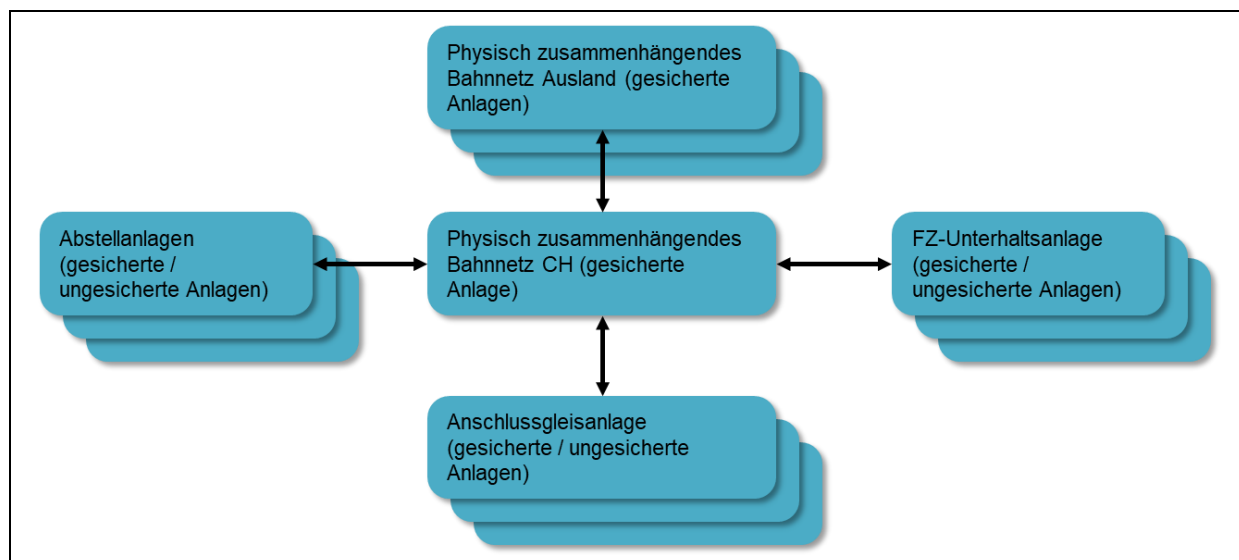 Physisch zusammenhängendes
Bahnnetz Ausland (gesicherte
Anlagen)
Abstellanlagen
(gesicherte /
ungesicherte Anlagen)
Physisch zusammenhängendes
Bahnnetz CH (gesicherte
Anlage)
FZ-Unterhaltsanlage
(gesicherte /
ungesicherte Anlagen)
Anschlussgleisanlage
(gesicherte / ungesicherte
Anlagen)